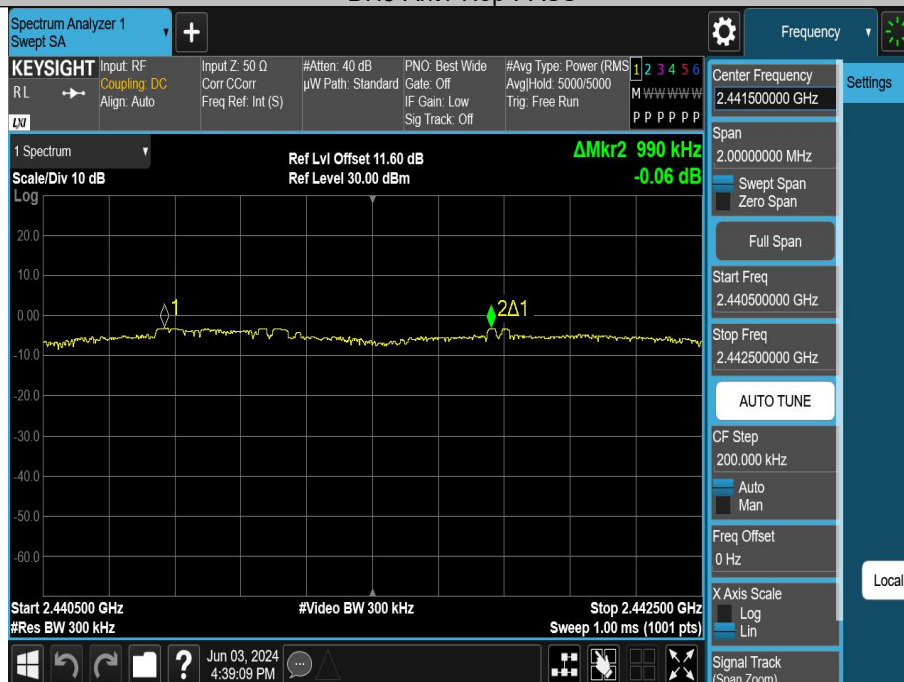 Spectrum Analyzer 1
Swept SA
+
Frequency
KEYSIGHT
RL
LXI
Input: RF
Coupling: DC
Align: Auto
Input Z: 50 Ω
Corr CCorr
Freq Ref: Int (S)
#Atten: 40 dB
µW Path: Standard
PNO: Best Wide
Gate: Off
IF Gain: Low
Sig Track: Off
#Avg Type: Power (RMS
Avg|Hold: 5000/5000
Trig: Free Run
1 2 3 4 5 6
M W W W W W
P P P P P P
1 Spectrum
Scale/Div 10 dB
Log
Ref Lvl Offset 11.60 dB
Ref Level 30.00 dBm
ΔMkr2 990 kHz
-0.06 dB
20.0
10.0
0.00
-10.0
-20.0
-30.0
-40.0
-50.0
-60.0
1
2Δ1
Start 2.440500 GHz
#Res BW 300 kHz
#Video BW 300 kHz
Stop 2.442500 GHz
Sweep 1.00 ms (1001 pts)
Center Frequency
2.441500000 GHz
Span
2.00000000 MHz
Swept Span
Zero Span
Full Span
Start Freq
2.440500000 GHz
Stop Freq
2.442500000 GHz
AUTO TUNE
CF Step
200.000 kHz
Auto
Man
Freq Offset
0 Hz
X Axis Scale
Log
Lin
Signal Track
(Span Zoom)
Settings
Local
?
Jun 03, 2024
4:39:09 PM